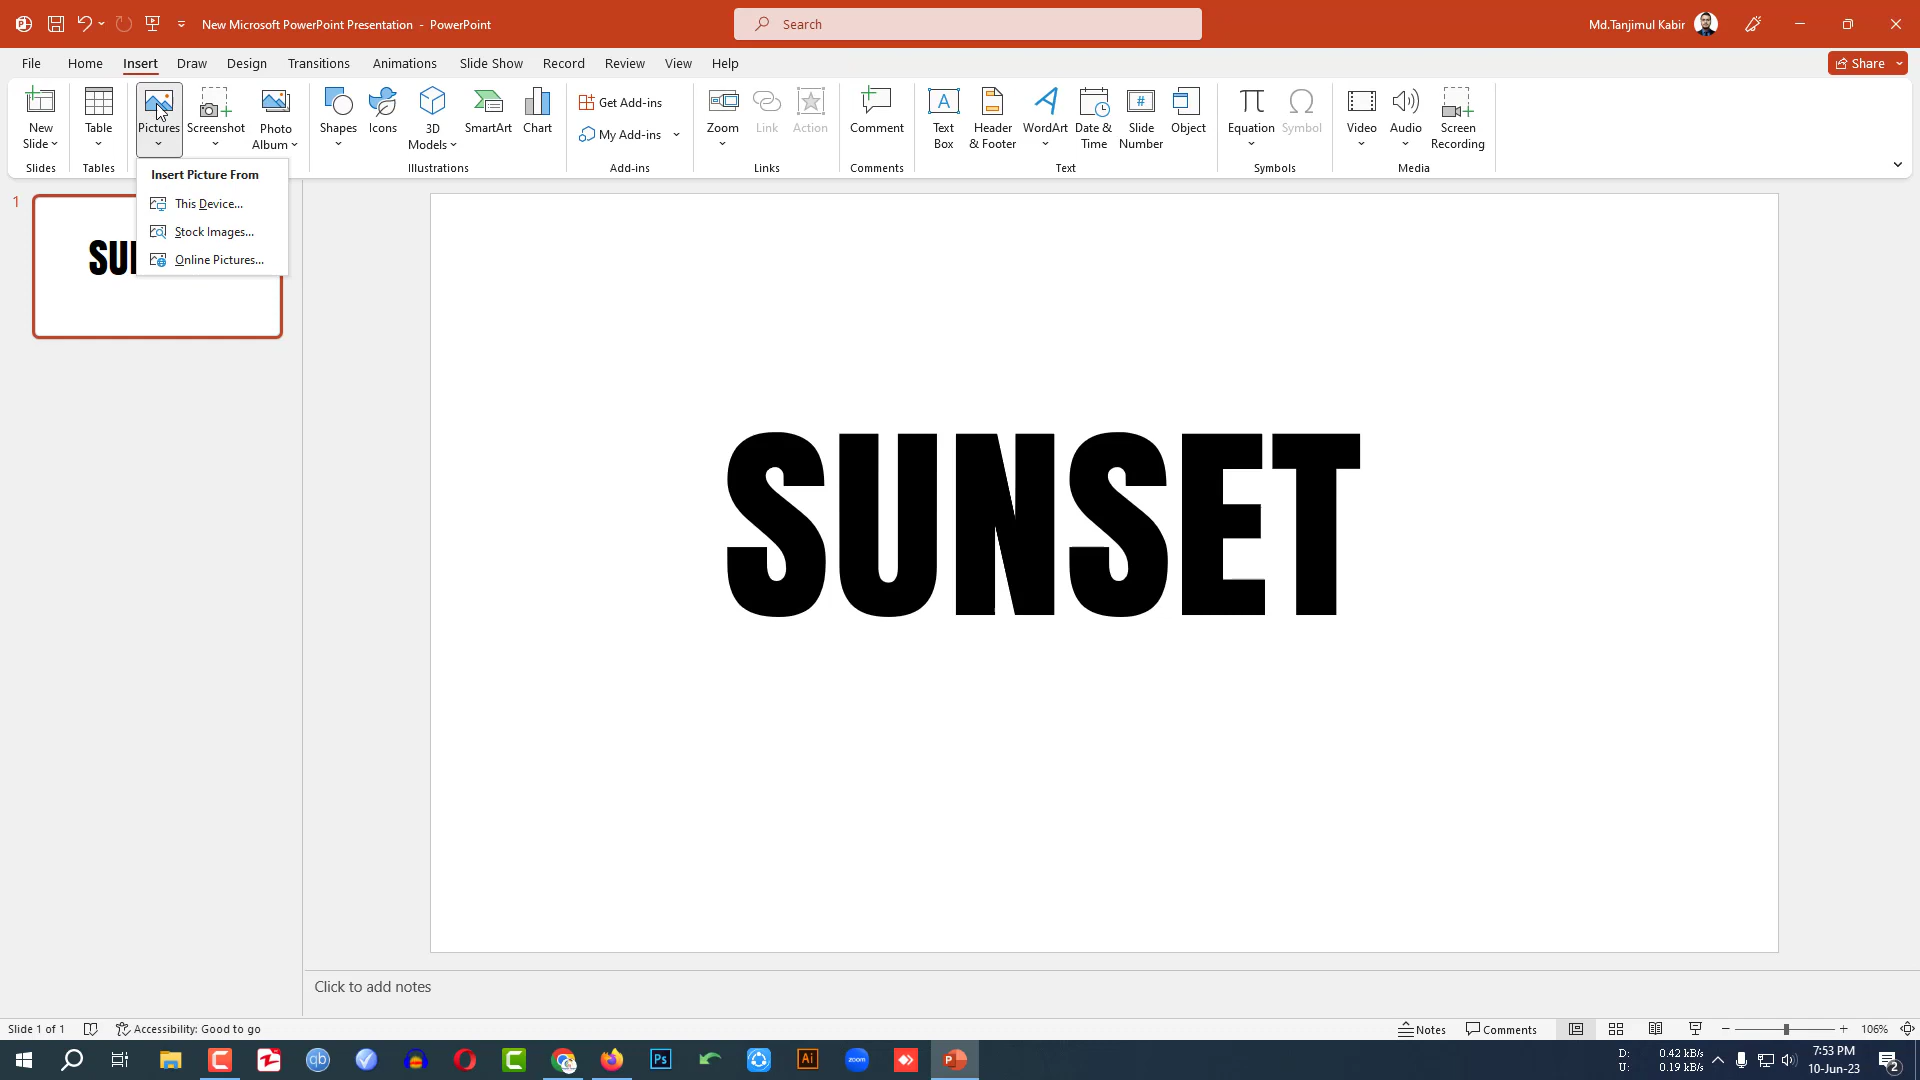 New Microsoft PowerPoint Presentation - PowerPoint
Search
Md.Tanjimul Kabir
File Home Insert Draw Design Transitions Animations Slide Show Record Review View Help
Share
New Slide
Table
Pictures
Screenshot
Photo Album
Shapes
Icons
3D Models
SmartArt
Chart
Get Add-ins
My Add-ins
Zoom
Link
Action
Comment
Text Box
Header & Footer
WordArt
Date & Time
Slide Number
Object
Equation
Symbol
Video
Audio
Screen Recording
Slides Tables Illustrations Add-ins Links Comments Text Symbols Media
Insert Picture From
This Device...
Stock Images...
Online Pictures...
1
SUNSET
Click to add notes
Slide 1 of 1
Accessibility: Good to go
Notes
Comments
106%
qb
Ps
Ai
zoom
D: 0.42 kB/s
U: 0.19 kB/s
7:53 PM
10-Jun-23
2